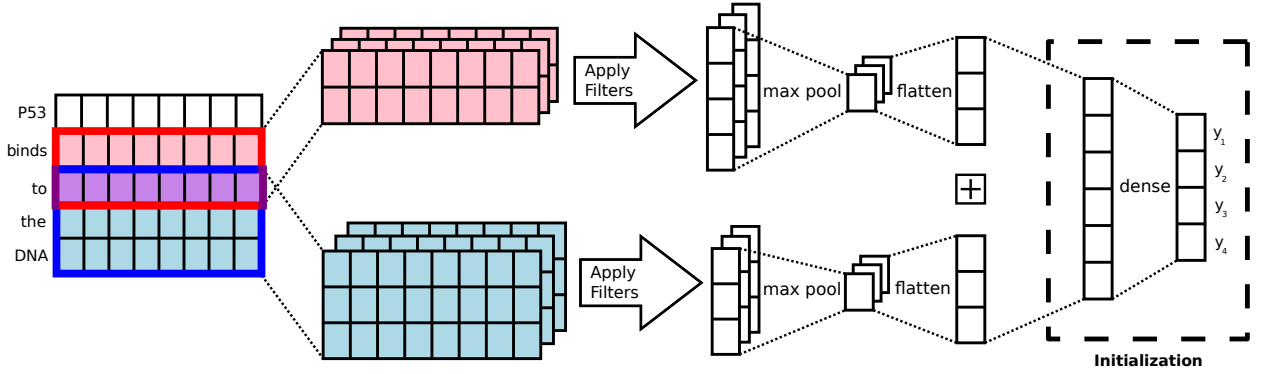 P53
binds
to
the
DNA
Apply
Filters
max pool
flatten
Apply
Filters
max pool
flatten
+
dense
y1
y2
y3
y4
Initialization